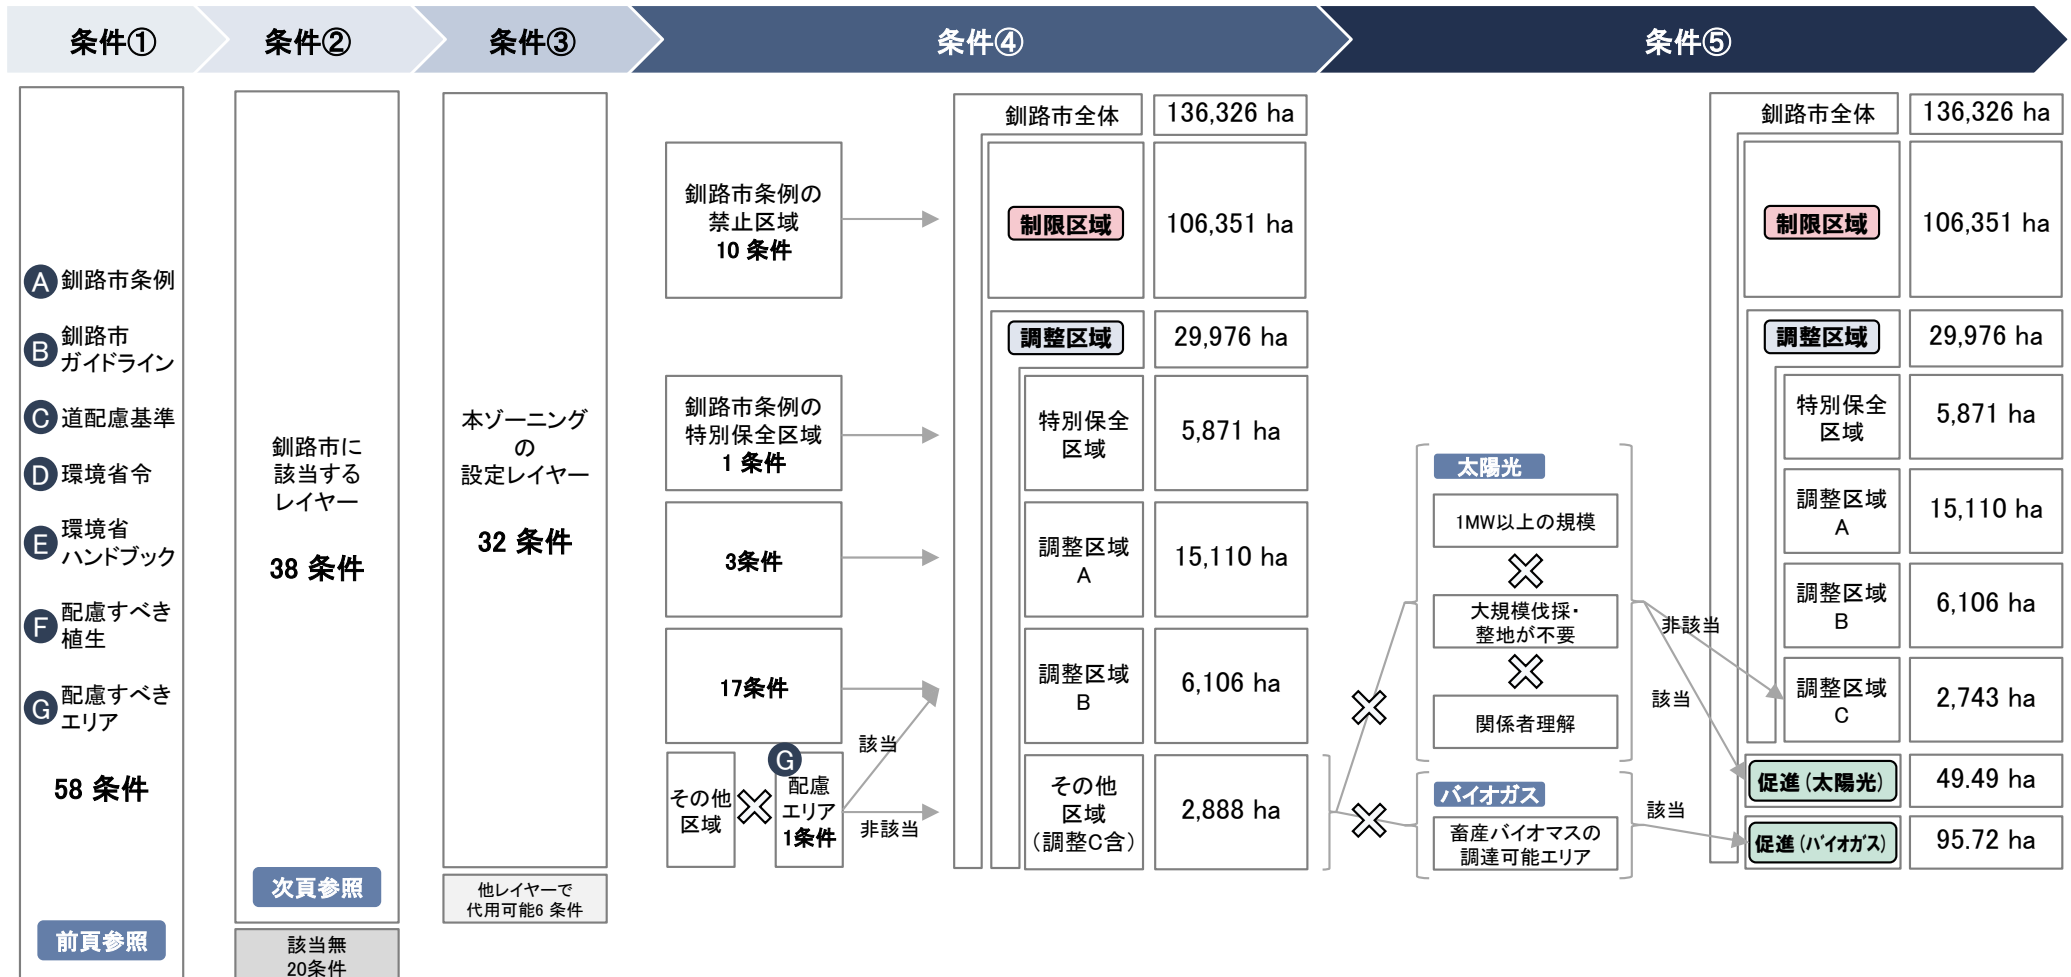 条件①
条件②
条件③
条件④
条件⑤
A 釧路市条例
B 釧路市
ガイドライン
C 道配慮基準
D 環境省令
E 環境省
ハンドブック
F 配慮すべき
植生
G 配慮すべき
エリア
58 条件
前頁参照
釧路市に
該当する
レイヤー
38 条件
次頁参照
該当無
20条件
本ゾーニング
の
設定レイヤー
32 条件
他レイヤーで
代用可能6 条件
釧路市条例の
禁止区域
10 条件
釧路市条例の
特別保全区域
1 条件
3条件
17条件
その他
区域
G
配慮
エリア
1条件
該当
非該当
釧路市全体
136,326 ha
制限区域
106,351 ha
調整区域
29,976 ha
特別保全
区域
5,871 ha
調整区域
A
15,110 ha
調整区域
B
6,106 ha
その他
区域
(調整C含)
2,888 ha
太陽光
1MW以上の規模
大規模伐採・
整地が不要
関係者理解
バイオガス
畜産バイオマスの
調達可能エリア
非該当
該当
該当
釧路市全体
136,326 ha
制限区域
106,351 ha
調整区域
29,976 ha
特別保全
区域
5,871 ha
調整区域
A
15,110 ha
調整区域
B
6,106 ha
調整区域
C
2,743 ha
促進(太陽光)
49.49 ha
促進(バイオガス)
95.72 ha